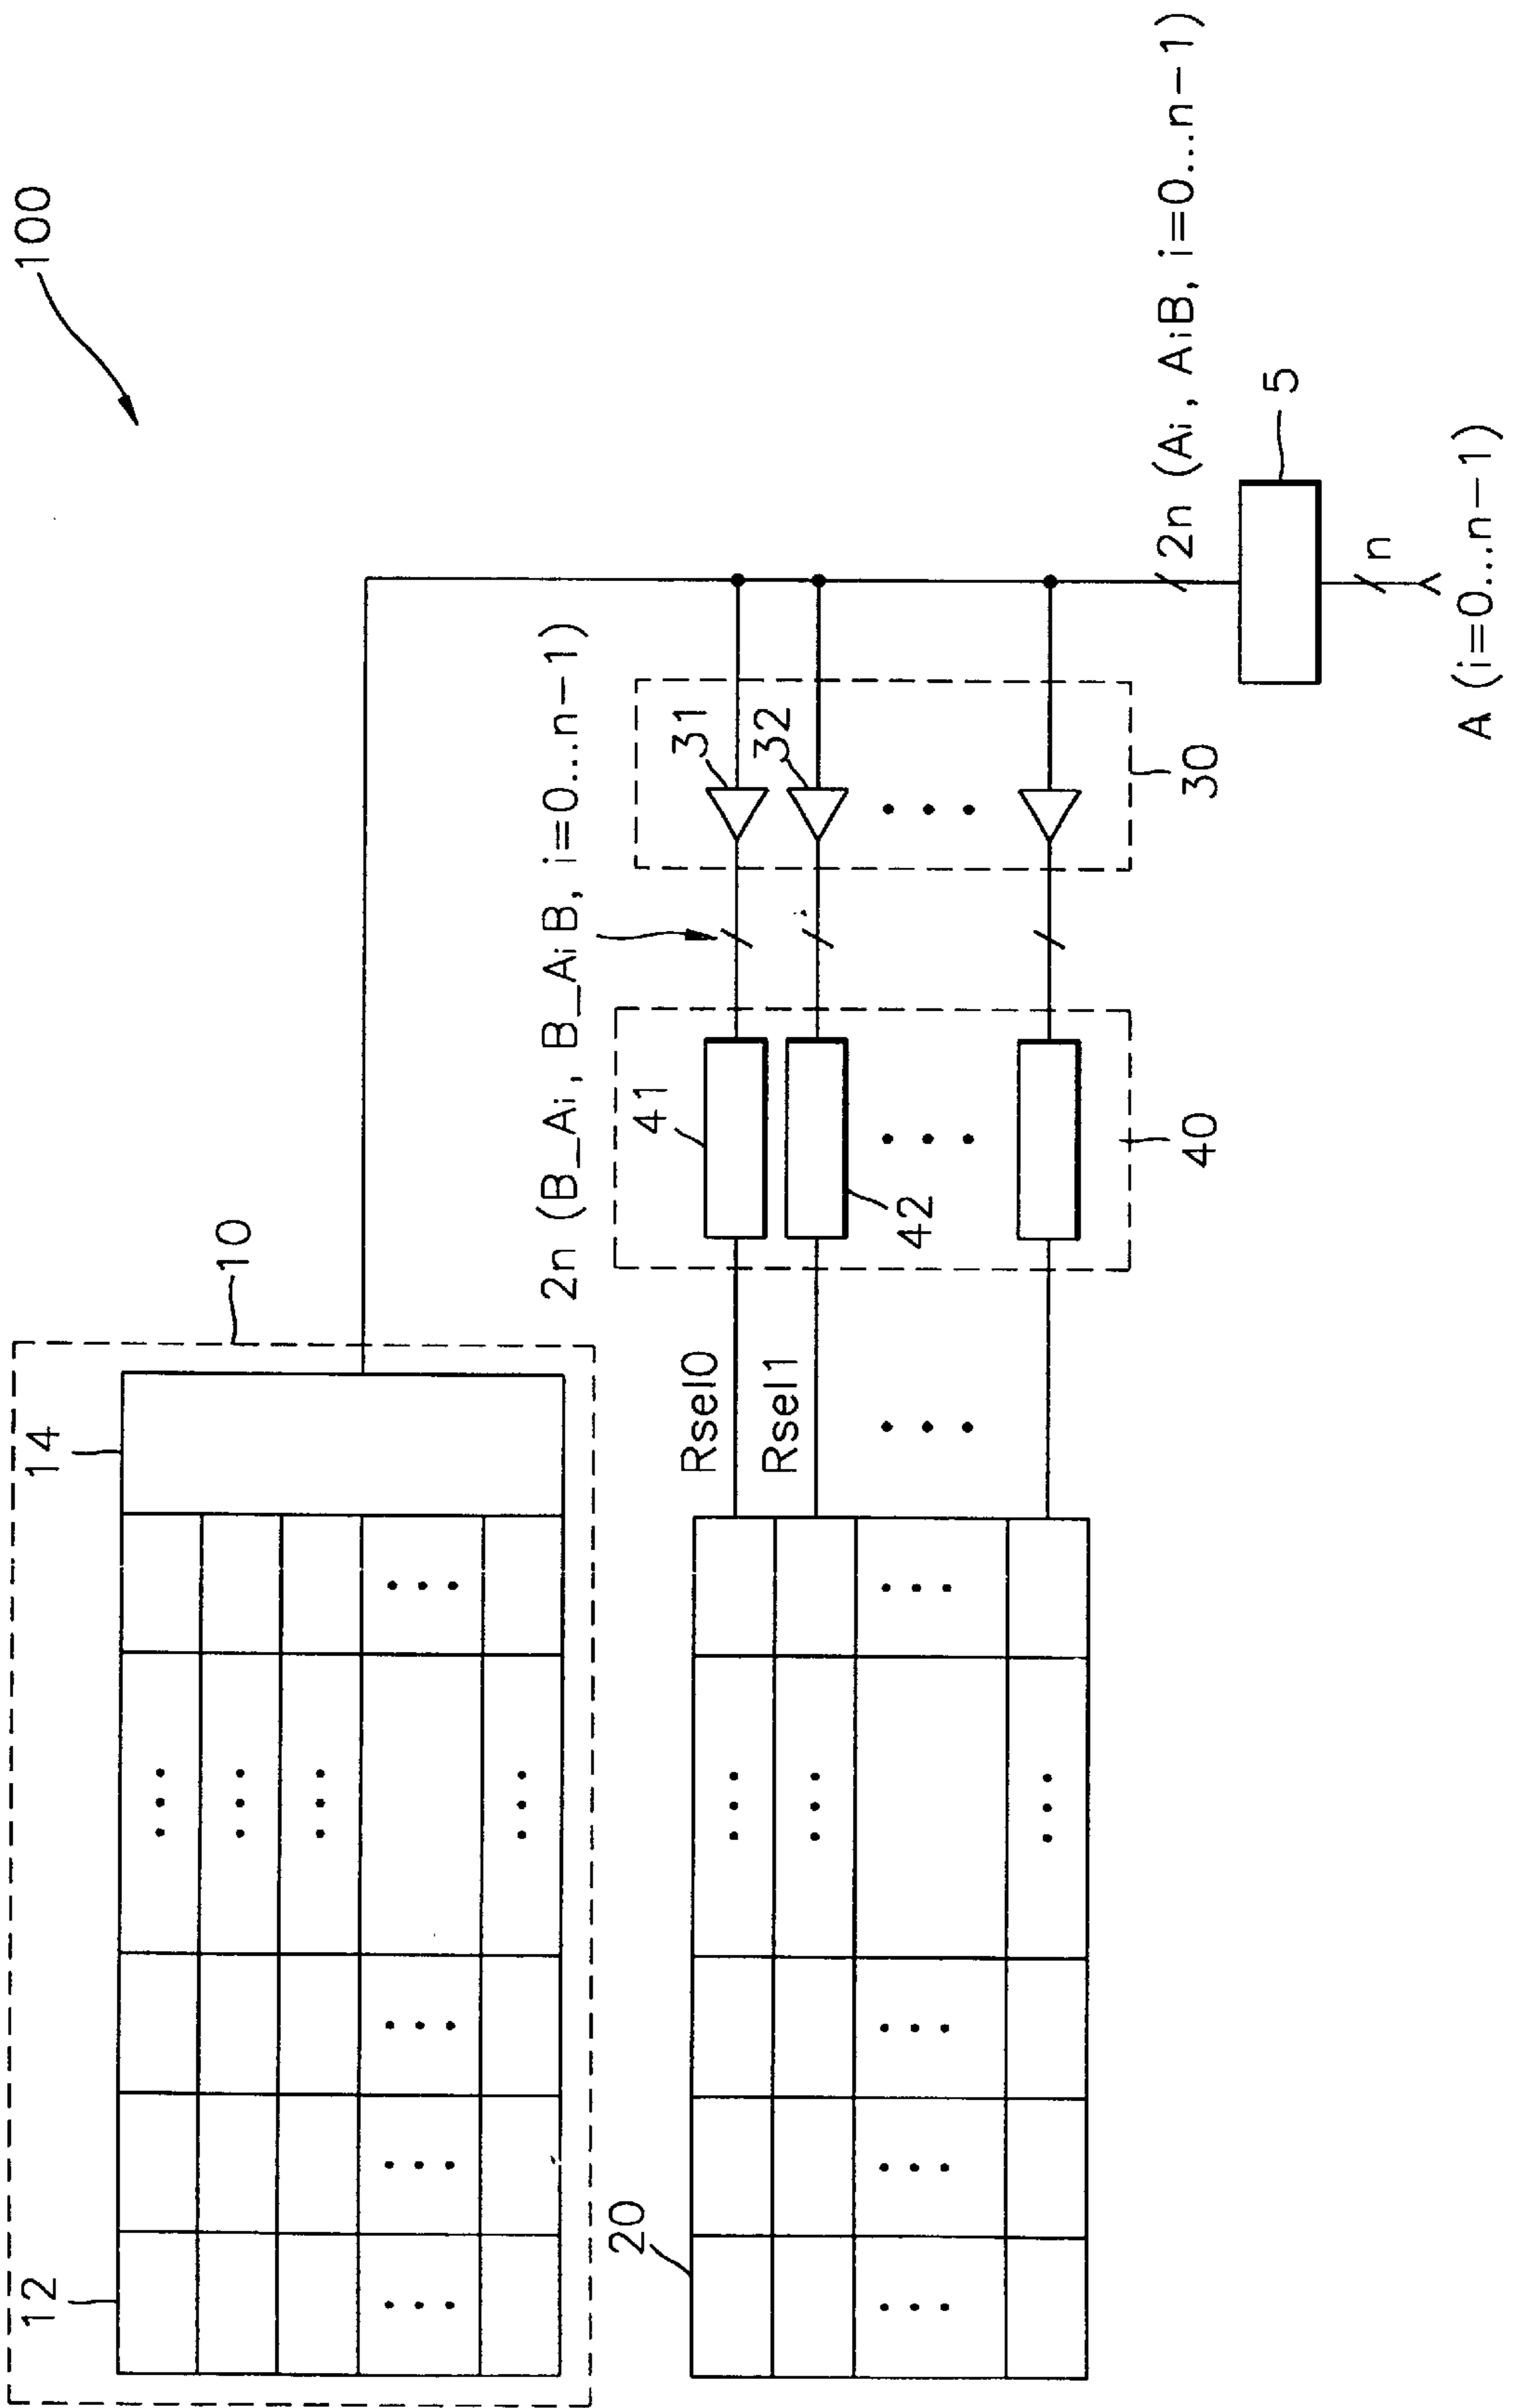 100
10
12
14
2n (B_Ai, B_AiB, i=0...n-1)
20
Rsel0
Rsel1
41
42
40
31
32
30
2n (Ai, AiB, i=0...n-1)
5
n
A (i=0...n-1)